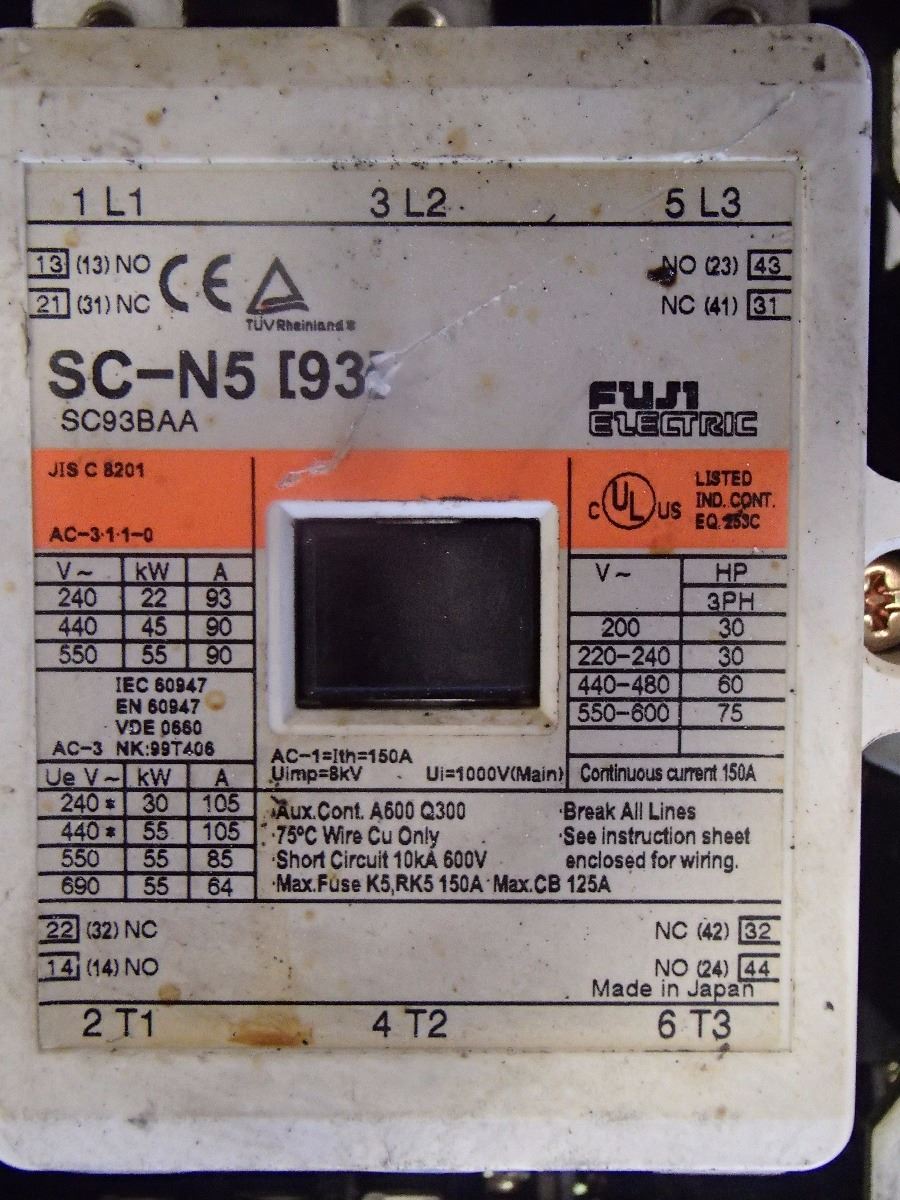 1 L1 3 L2 5 L3
13 (13) NO CE NO (23) 43
21 (31) NC TÜVRheinland® NC (41) 31
SC-N5 [93]
SC93BAA
FUJI
ELECTRIC
JIS C 8201
AC-3·1·1-0
C UL US LISTED
IND. CONT.
EQ. 253C
V~ kW A
240 22 93
440 45 90
550 55 90
V~ HP
3PH
200 30
220-240 30
440-480 60
550-600 75
IEC 60947
EN 60947
VDE 0660
AC-3 NK:99T406
AC-1=Ith=150A
Uimp=8kV Ui=1000V(Main)
Continuous current 150A
Ue V~ kW A
240* 30 105
440* 55 105
550 55 85
690 55 64
·Aux.Cont. A600 Q300
·75°C Wire Cu Only
·Short Circuit 10kA 600V
·Max.Fuse K5,RK5 150A·Max.CB 125A
·Break All Lines
·See instruction sheet
enclosed for wiring.
22 (32) NC NC (42) 32
14 (14) NO NO (24) 44
Made in Japan
2 T1 4 T2 6 T3